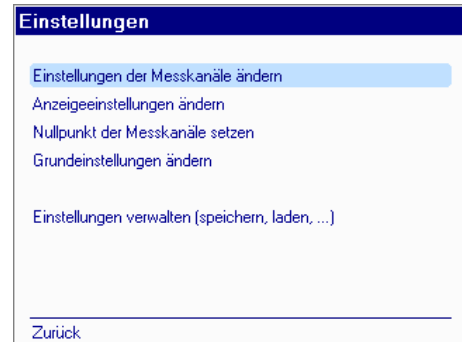 Einstellungen
Einstellungen der Messkanäle ändern
Anzeigeeinstellungen ändern
Nullpunkt der Messkanäle setzen
Grundeinstellungen ändern
Einstellungen verwalten (speichern, laden, ...)
Zurück